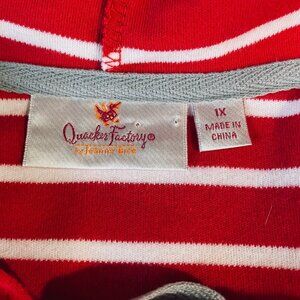 Quacker Factory®
by Jeanne Bice
1X
MADE IN
CHINA